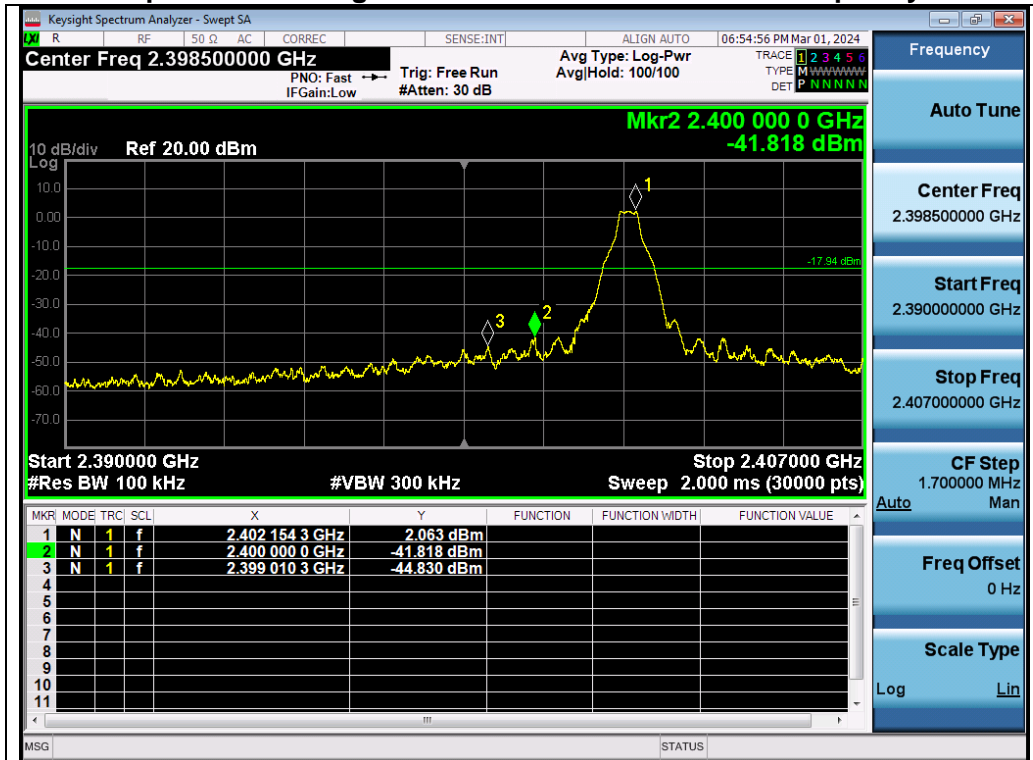 Keysight Spectrum Analyzer - Swept SA
LXI R RF 50 Ω AC CORREC SENSE:INT ALIGN AUTO 06:54:56 PM Mar 01, 2024
Center Freq 2.398500000 GHz
PNO: Fast
IFGain:Low
Trig: Free Run
#Atten: 30 dB
Avg Type: Log-Pwr
Avg|Hold: 100/100
TRACE 1 2 3 4 5 6
TYPE M WWWWW
DET P N N N N N
Mkr2 2.400 000 0 GHz
-41.818 dBm
10 dB/div Ref 20.00 dBm
Log
10.0
0.00
-10.0
-20.0
-30.0
-40.0
-50.0
-60.0
-70.0
1
2
3
-17.94 dBm
Start 2.390000 GHz Stop 2.407000 GHz
#Res BW 100 kHz #VBW 300 kHz Sweep 2.000 ms (30000 pts)
MKR MODE TRC SCL X Y FUNCTION FUNCTION WIDTH FUNCTION VALUE
1 N 1 f 2.402 154 3 GHz 2.063 dBm
2 N 1 f 2.400 000 0 GHz -41.818 dBm
3 N 1 f 2.399 010 3 GHz -44.830 dBm
4
5
6
7
8
9
10
11
MSG STATUS
Frequency
Auto Tune
Center Freq
2.398500000 GHz
Start Freq
2.390000000 GHz
Stop Freq
2.407000000 GHz
CF Step
1.700000 MHz
Auto Man
Freq Offset
0 Hz
Scale Type
Log Lin